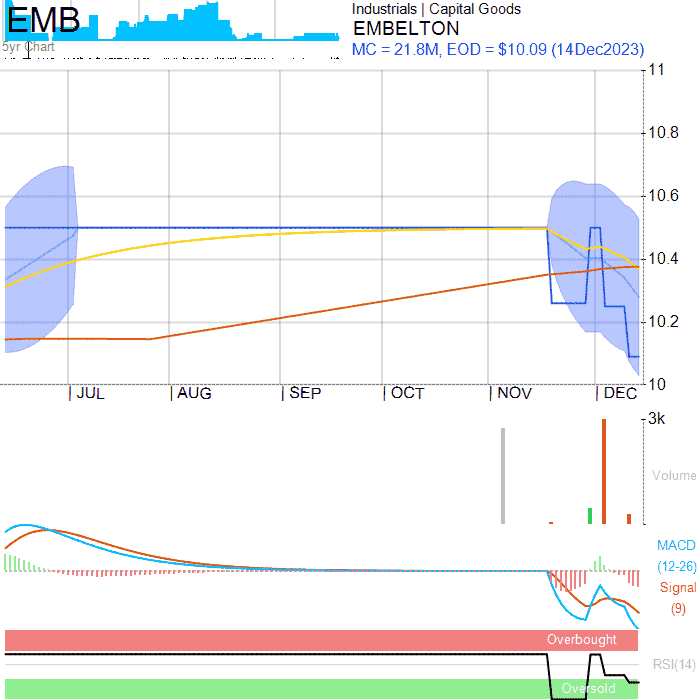 EMB
5yr Chart
Industrials | Capital Goods
EMBELTON
MC = 21.8M, EOD = $10.09 (14Dec2023)
11
10.8
10.6
10.4
10.2
10
JUL AUG SEP OCT NOV DEC
3k
Volume
MACD
(12-26)
Signal
(9)
Overbought
RSI(14)
Oversold